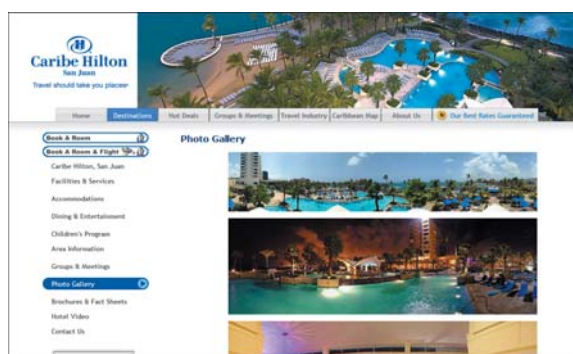 Caribe Hilton
San Juan
Travel should take you places
Home Destinations Hot Deals Groups & Meetings Travel Industry Caribbean Map About Us Our Best Rates Guaranteed
Book A Room
Book A Room & Flight
Photo Gallery
Caribe Hilton, San Juan
Facilities & Services
Accommodations
Dining & Entertainment
Children's Program
Area Information
Groups & Meetings
Photo Gallery
Brochures & Fact Sheets
Hotel Video
Contact Us